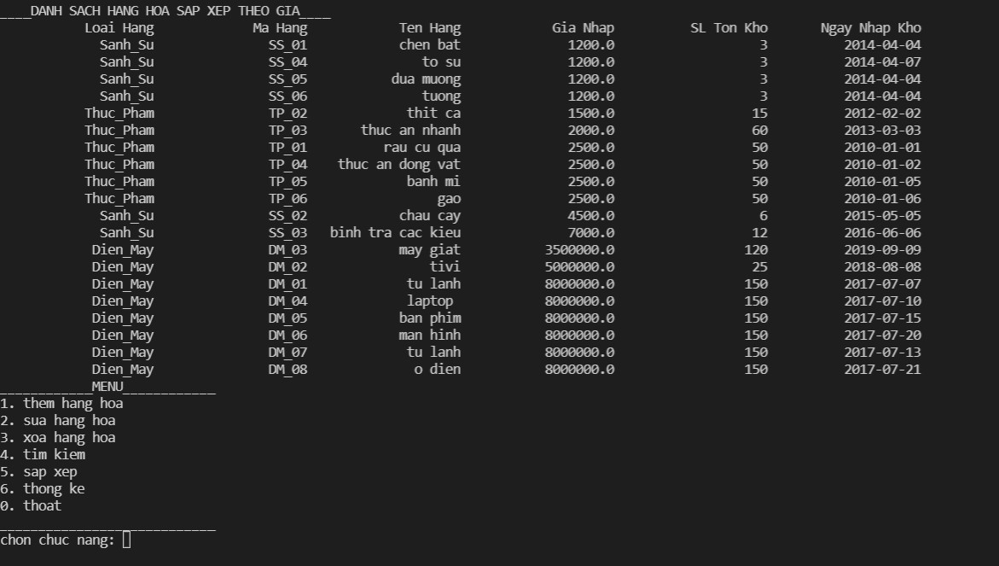 ____DANH SACH HANG HOA SAP XEP THEO GIA____
Loai Hang Ma Hang Ten Hang Gia Nhap SL Ton Kho Ngay Nhap Kho
Sanh_Su SS_01 chen bat 1200.0 3 2014-04-04
Sanh_Su SS_04 to su 1200.0 3 2014-04-07
Sanh_Su SS_05 dua muong 1200.0 3 2014-04-04
Sanh_Su SS_06 tuong 1200.0 3 2014-04-04
Thuc_Pham TP_02 thit ca 1500.0 15 2012-02-02
Thuc_Pham TP_03 thuc an nhanh 2000.0 60 2013-03-03
Thuc_Pham TP_01 rau cu qua 2500.0 50 2010-01-01
Thuc_Pham TP_04 thuc an dong vat 2500.0 50 2010-01-02
Thuc_Pham TP_05 banh mi 2500.0 50 2010-01-05
Thuc_Pham TP_06 gao 2500.0 50 2010-01-06
Sanh_Su SS_02 chau cay 4500.0 6 2015-05-05
Sanh_Su SS_03 binh tra cac kieu 7000.0 12 2016-06-06
Dien_May DM_03 may giat 3500000.0 120 2019-09-09
Dien_May DM_02 tivi 5000000.0 25 2018-08-08
Dien_May DM_01 tu lanh 8000000.0 150 2017-07-07
Dien_May DM_04 laptop 8000000.0 150 2017-07-10
Dien_May DM_05 ban phim 8000000.0 150 2017-07-15
Dien_May DM_06 man hinh 8000000.0 150 2017-07-20
Dien_May DM_07 tu lanh 8000000.0 150 2017-07-13
Dien_May DM_08 o dien 8000000.0 150 2017-07-21
____________MENU____________
1. them hang hoa
2. sua hang hoa
3. xoa hang hoa
4. tim kiem
5. sap xep
6. thong ke
0. thoat
____________________________
chon chuc nang: